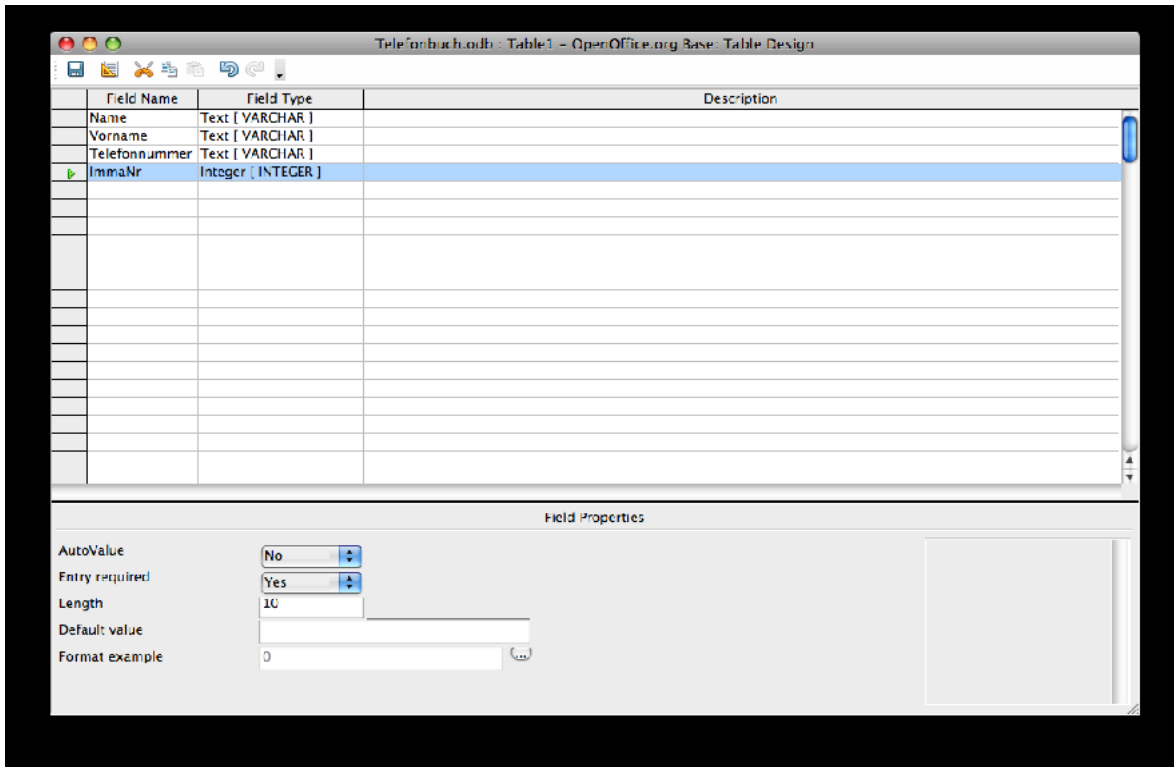 Telefonbuch.odb : Table1 – OpenOffice.org Base: Table Design
Field Name Field Type Description
Name Text [ VARCHAR ]
Vorname Text [ VARCHAR ]
Telefonnummer Text [ VARCHAR ]
ImmaNr Integer [ INTEGER ]
Field Properties
AutoValue No
Entry required Yes
Length 10
Default value
Format example 0 ...